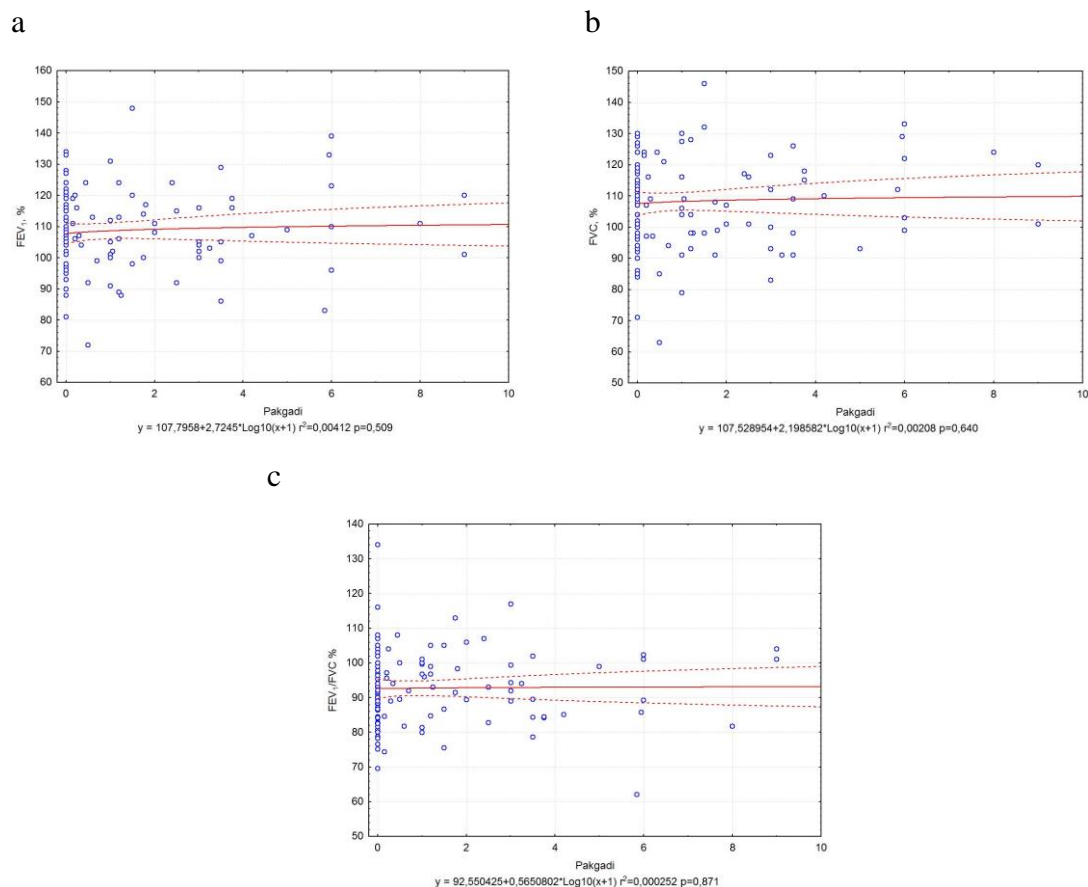 a
160
150
140
130
120
110
100
90
80
70
60
FEV1, %
0 2 4 6 8 10
Pakgadi
y = 107,7958+2,7245*Log10(x+1) r²=0,00412 p=0,509
b
150
140
130
120
110
100
90
80
70
60
50
FVC, %
0 2 4 6 8 10
Pakgadi
y = 107,528954+2,198582*Log10(x+1) r²=0,00208 p=0,640
c
140
130
120
110
100
90
80
70
60
50
FEV1/FVC %
0 2 4 6 8 10
Pakgadi
y = 92,550425+0,5650802*Log10(x+1) r²=0,000252 p=0,871